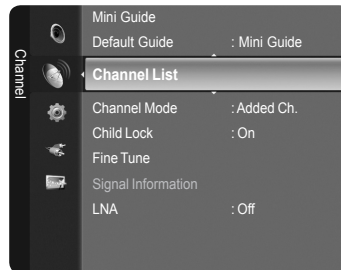 Channel
Mini Guide
Default Guide : Mini Guide
Channel List
Channel Mode : Added Ch.
Child Lock : On
Fine Tune
Signal Information
LNA : Off